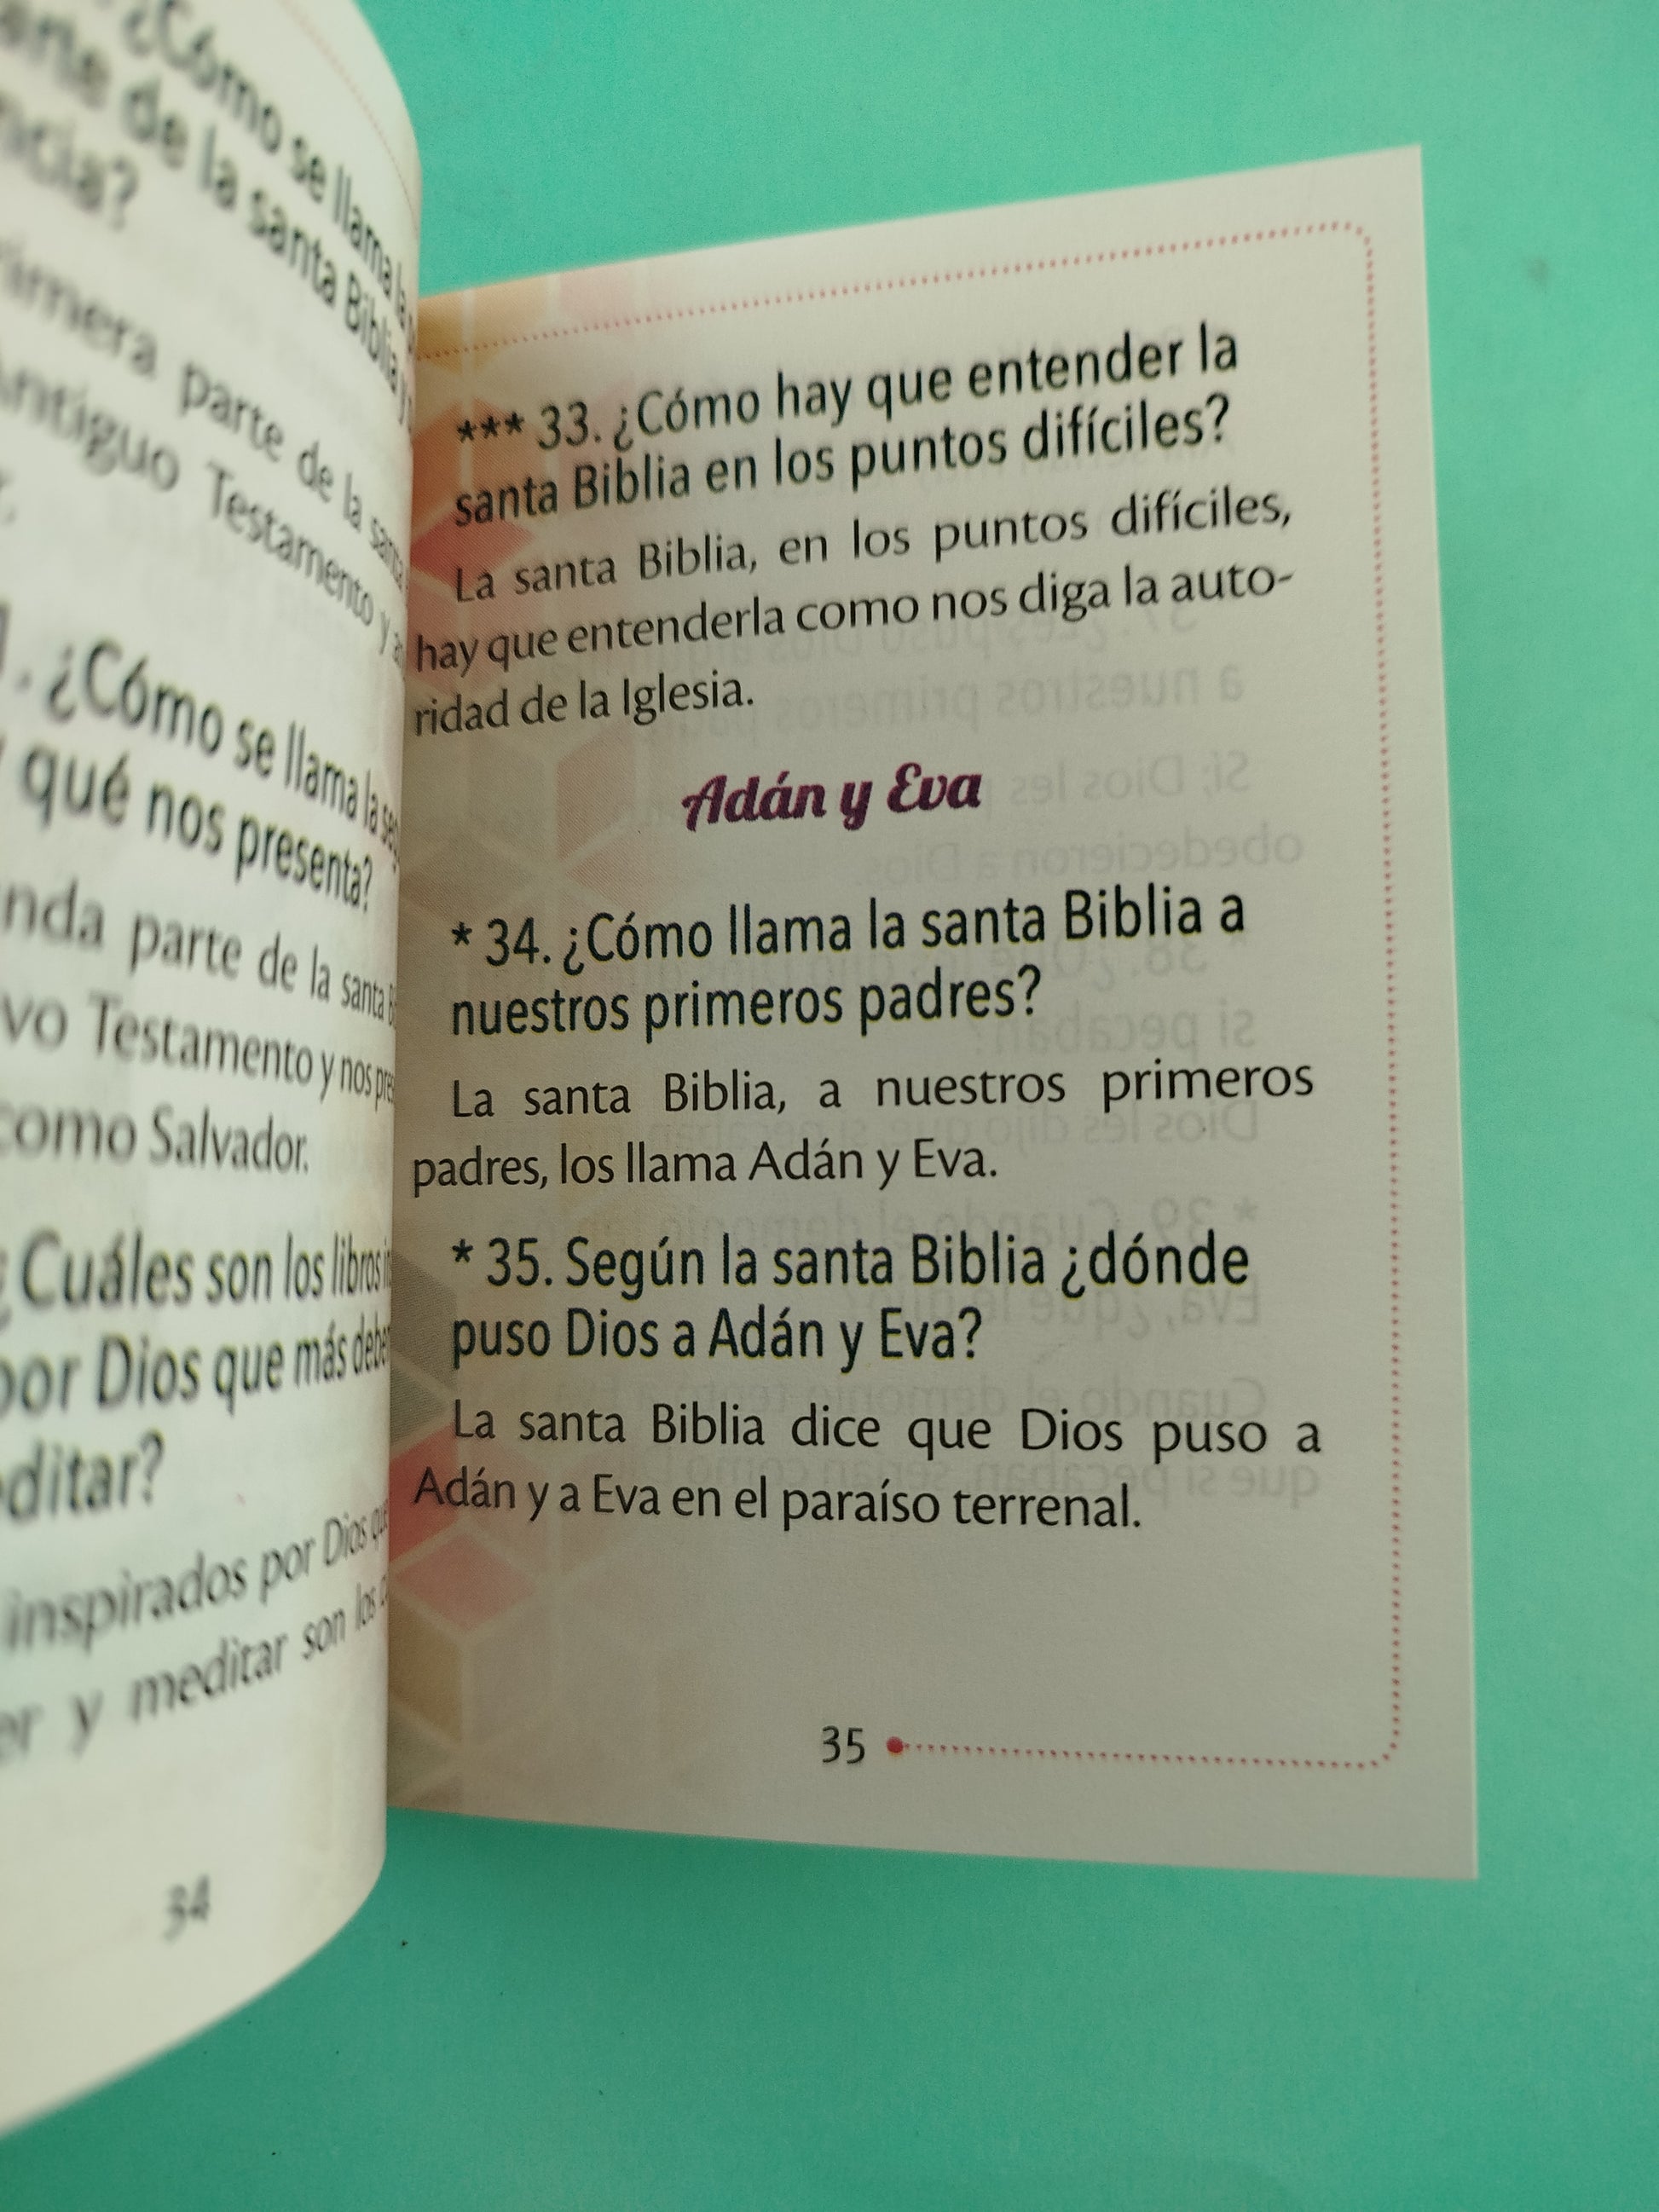 ¿Cómo se llama la
arte de la santa Biblia y
ncia?
rimera parte de la santa
Antiguo Testamento y
. ¿Cómo se llama la
qué nos presenta?
nda parte de la santa
vo Testamento y nos
como Salvador.
¿Cuáles son los libros
por Dios que más
editar?
inspirados por Dios
er y meditar son los
34
*** 33. ¿Cómo hay que entender la
santa Biblia en los puntos difíciles?
La santa Biblia, en los puntos difíciles,
hay que entenderla como nos diga la auto-
ridad de la Iglesia.
Adán y Eva
* 34. ¿Cómo llama la santa Biblia a
nuestros primeros padres?
La santa Biblia, a nuestros primeros
padres, los llama Adán y Eva.
* 35. Según la santa Biblia ¿dónde
puso Dios a Adán y Eva?
La santa Biblia dice que Dios puso a
Adán y a Eva en el paraíso terrenal.
35